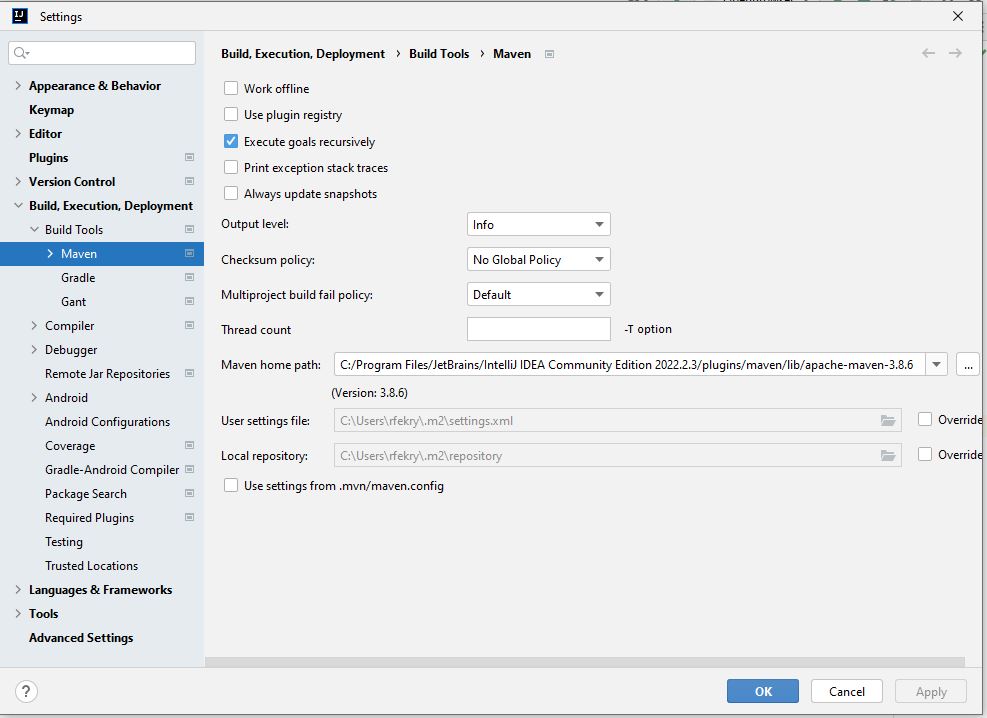 Settings
Build, Execution, Deployment › Build Tools › Maven
Appearance & Behavior
Keymap
Editor
Plugins
Version Control
Build, Execution, Deployment
Build Tools
Maven
Gradle
Gant
Compiler
Debugger
Remote Jar Repositories
Android
Android Configurations
Coverage
Gradle-Android Compiler
Package Search
Required Plugins
Testing
Trusted Locations
Languages & Frameworks
Tools
Advanced Settings
Work offline
Use plugin registry
Execute goals recursively
Print exception stack traces
Always update snapshots
Output level: Info
Checksum policy: No Global Policy
Multiproject build fail policy: Default
Thread count -T option
Maven home path: C:/Program Files/JetBrains/IntelliJ IDEA Community Edition 2022.2.3/plugins/maven/lib/apache-maven-3.8.6 ...
(Version: 3.8.6)
User settings file: C:\Users\rfekry\.m2\settings.xml Override
Local repository: C:\Users\rfekry\.m2\repository Override
Use settings from .mvn/maven.config
? OK Cancel Apply